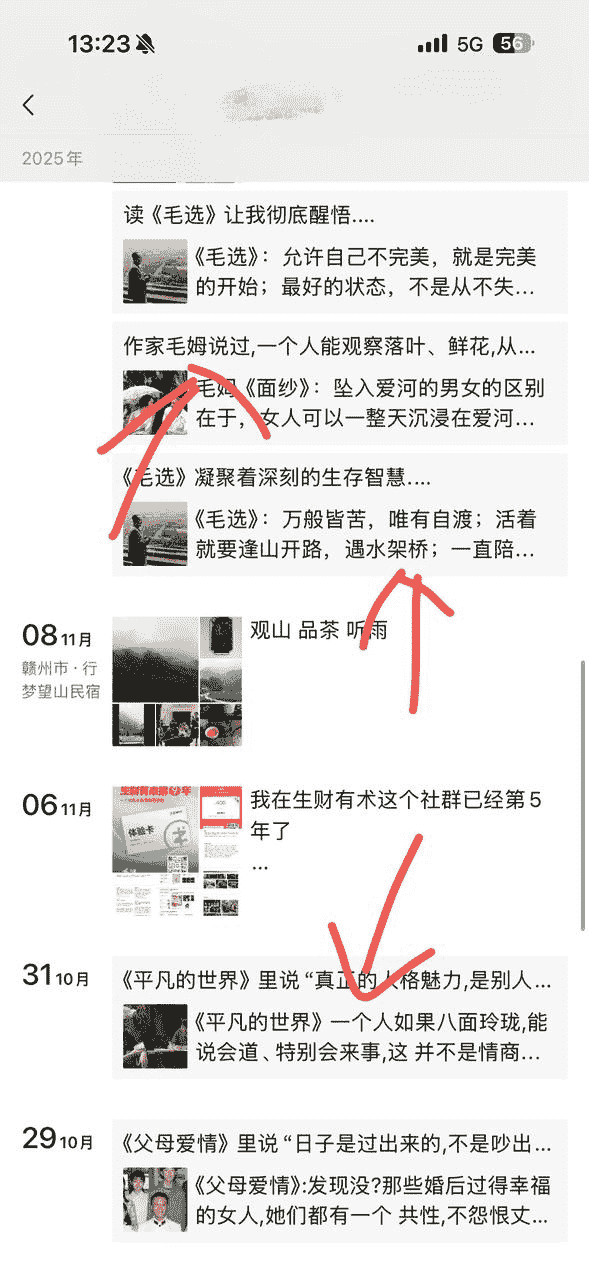 13:23
5G 56
2025年
读《毛选》让我彻底醒悟....
《毛选》：允许自己不完美，就是完美
的开始；最好的状态，不是从不失...
作家毛姆说过,一个人能观察落叶、鲜花,从...
毛姆《面纱》：坠入爱河的男女的区别
在于，女人可以一整天沉浸在爱河...
《毛选》凝聚着深刻的生存智慧....
《毛选》：万般皆苦，唯有自渡；活着
就要逢山开路，遇水架桥；一直陪...
08 11月
观山 品茶 听雨
赣州市 · 行
梦望山民宿
06 11月
生财有术第⑨年
体验卡
我在生财有术这个社群已经第 5
年了
...
31 10月
《平凡的世界》里说 “真正的人格魅力,是别人...
《平凡的世界》一个人如果八面玲珑,能
说会道、特别会来事,这 并不是情商...
29 10月
《父母爱情》里说 “日子是过出来的,不是吵出...
《父母爱情》:发现没?那些婚后过得幸福
的女人,她们都有一个 共性,不怨恨丈...